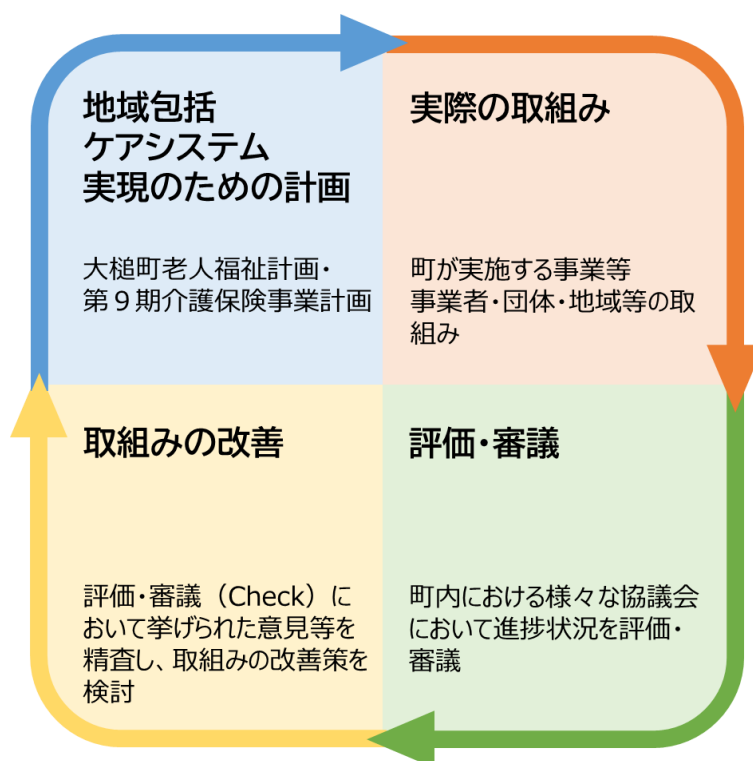 地域包括
ケアシステム
実現のための計画
大槌町老人福祉計画・
第９期介護保険事業計画
実際の取組み
町が実施する事業等
事業者・団体・地域等の取
組み
取組みの改善
評価・審議（Check）に
おいて挙げられた意見等を
精査し、取組みの改善策を
検討
評価・審議
町内における様々な協議会
において進捗状況を評価・
審議